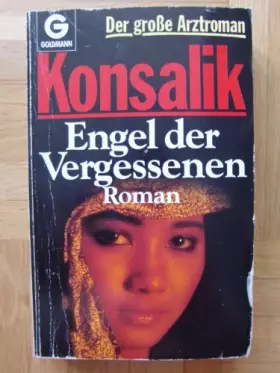 G
GOLDMANN
Der große Arztroman
Konsalik
Engel der
Vergessenen
Roman